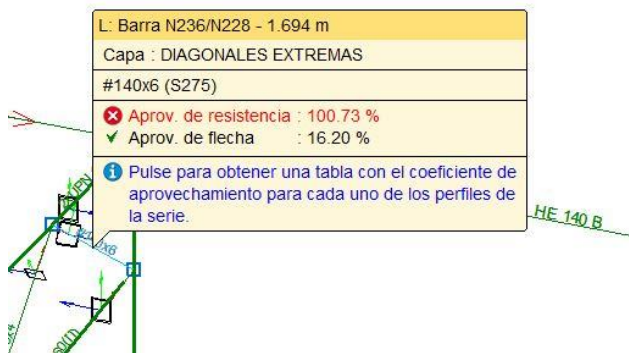 L: Barra N236/N228 - 1.694 m
Capa : DIAGONALES EXTREMAS
#140x6 (S275)
Aprov. de resistencia : 100.73 %
Aprov. de flecha : 16.20 %
Pulse para obtener una tabla con el coeficiente de
aprovechamiento para cada uno de los perfiles de
la serie.
HE 140 B